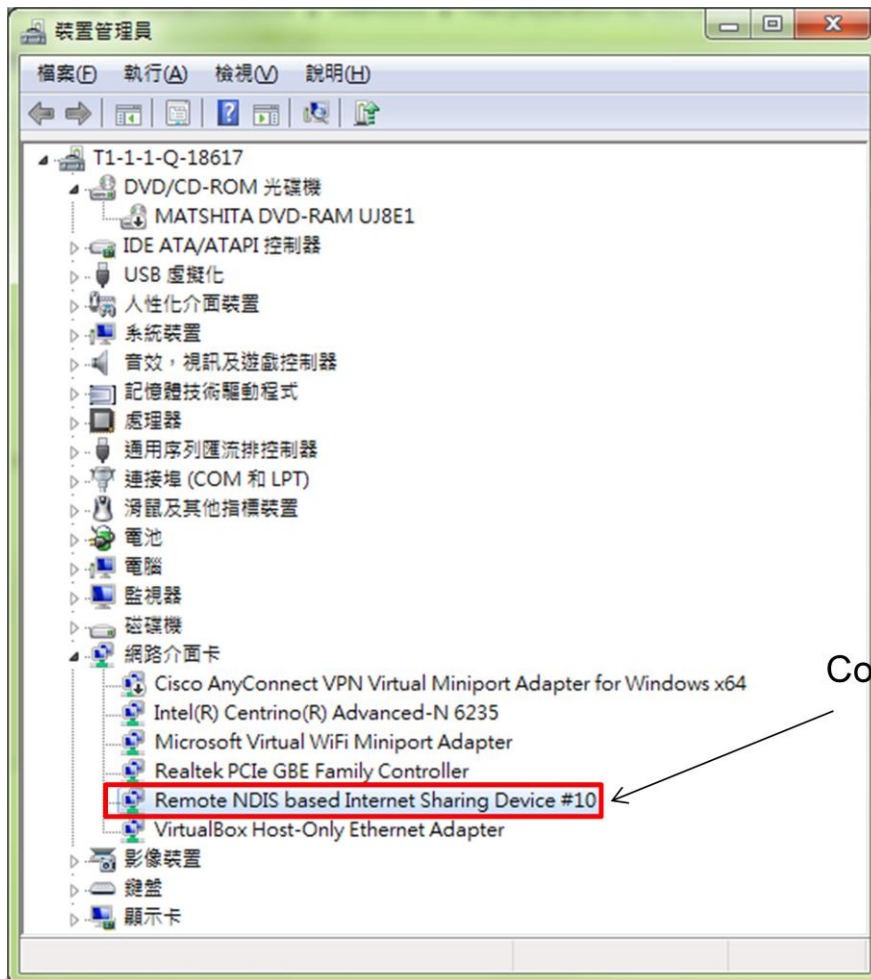 裝置管理員
檔案(F) 執行(A) 檢視(V) 說明(H)
T1-1-1-Q-18617
DVD/CD-ROM 光碟機
MATSHITA DVD-RAM UJ8E1
IDE ATA/ATAPI 控制器
USB 虛擬化
人性化介面裝置
系統裝置
音效，視訊及遊戲控制器
記憶體技術驅動程式
處理器
通用序列匯流排控制器
連接埠 (COM 和 LPT)
滑鼠及其他指標裝置
電池
電腦
監視器
磁碟機
網路介面卡
Cisco AnyConnect VPN Virtual Miniport Adapter for Windows x64
Co
Intel(R) Centrino(R) Advanced-N 6235
Microsoft Virtual WiFi Miniport Adapter
Realtek PCIe GBE Family Controller
Remote NDIS based Internet Sharing Device #10
VirtualBox Host-Only Ethernet Adapter
影像裝置
鍵盤
顯示卡